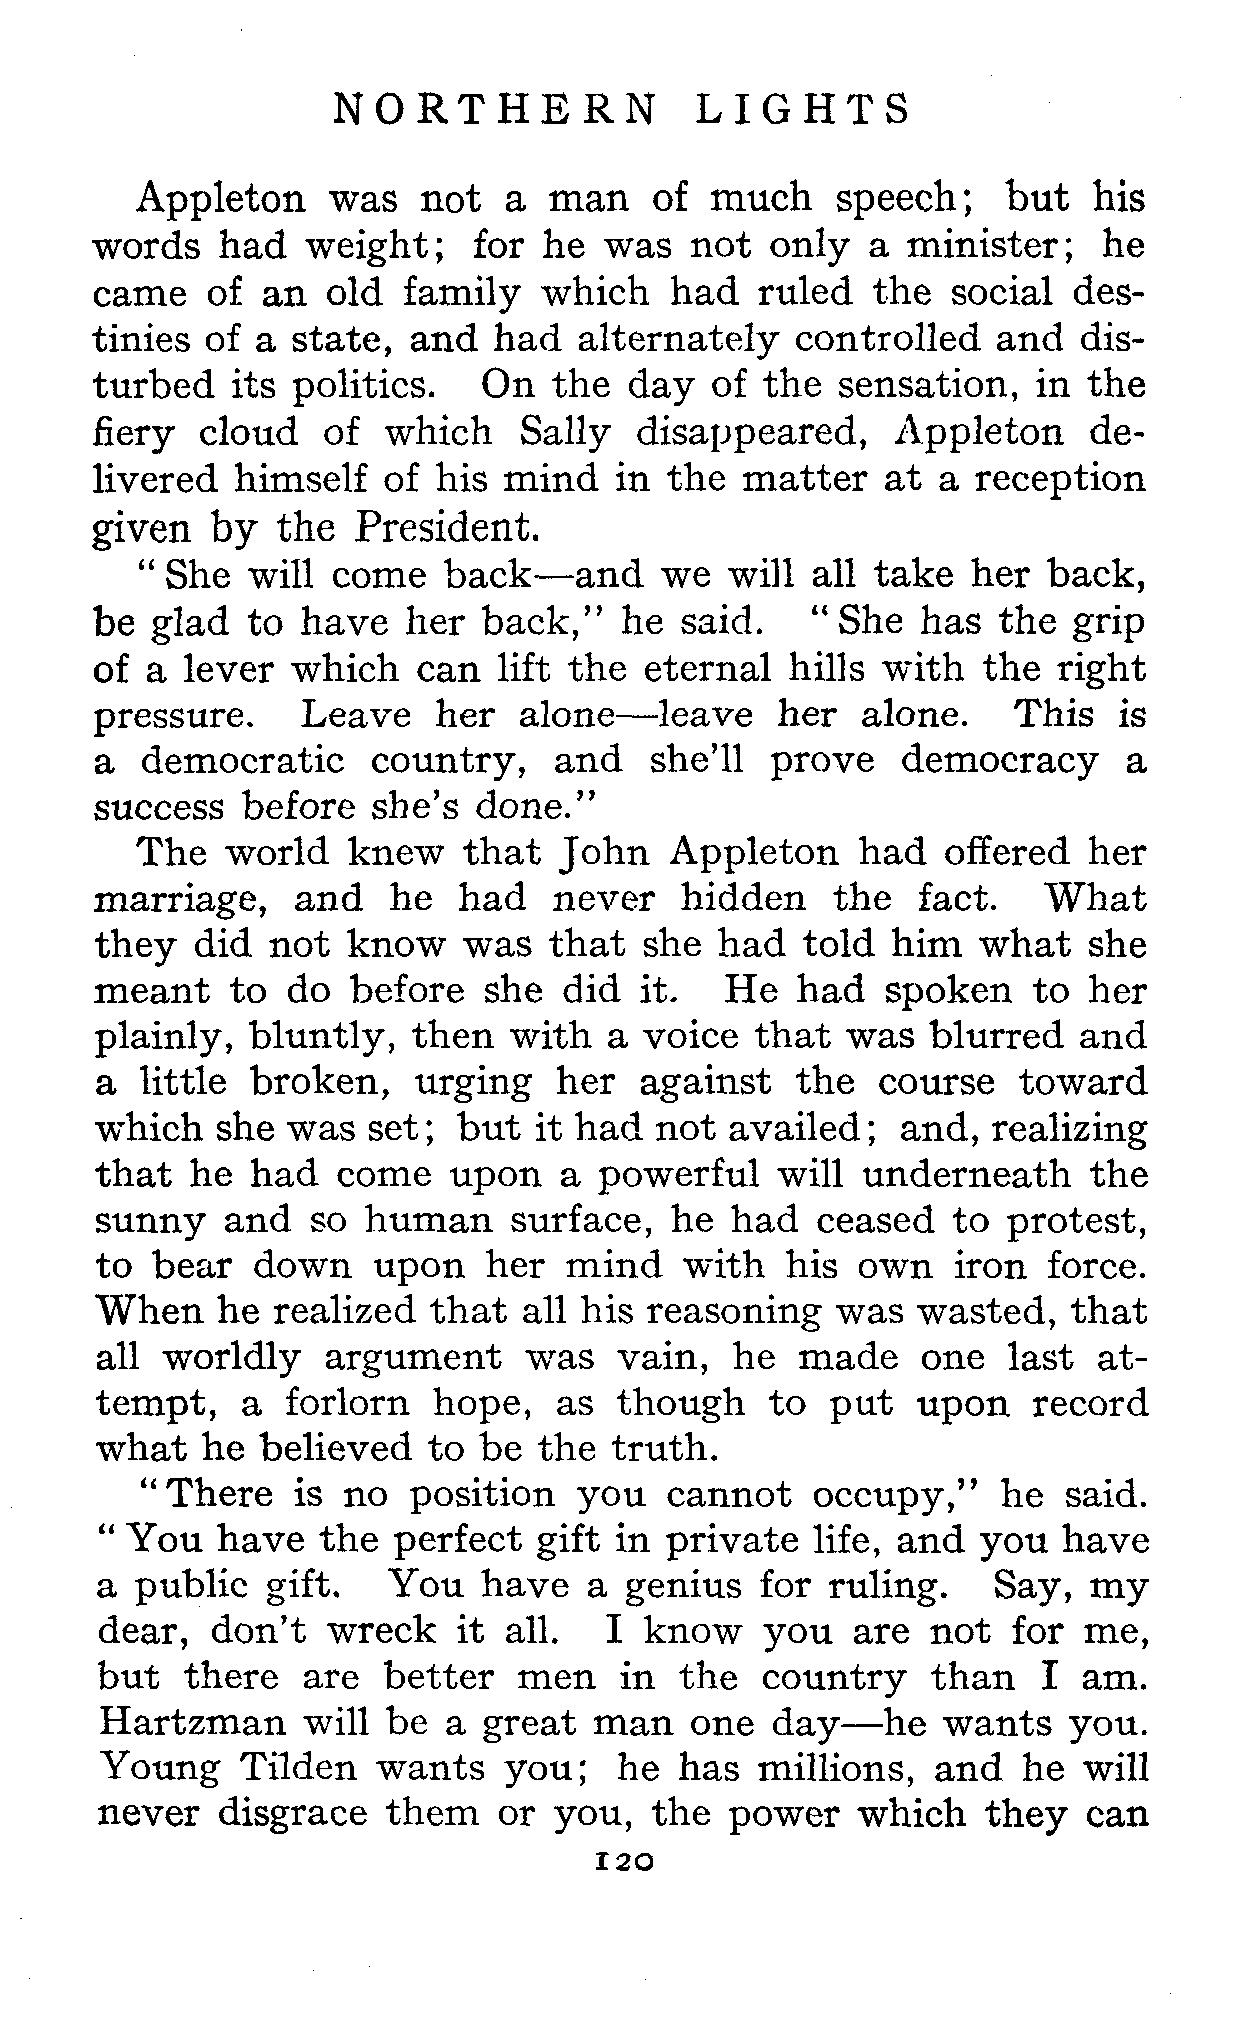 NORTHERN LIGHTS
Appleton was not a man of much speech; but his
words had weight; for he was not only a minister; he
came of an old family which had ruled the social des-
tinies of a state, and had alternately controlled and dis-
turbed its politics. On the day of the sensation, in the
fiery cloud of which Sally disappeared, Appleton de-
livered himself of his mind in the matter at a reception
given by the President.
"She will come back—and we will all take her back,
be glad to have her back," he said. "She has the grip
of a lever which can lift the eternal hills with the right
pressure. Leave her alone—leave her alone. This is
a democratic country, and she'll prove democracy a
success before she's done."
The world knew that John Appleton had offered her
marriage, and he had never hidden the fact. What
they did not know was that she had told him what she
meant to do before she did it. He had spoken to her
plainly, bluntly, then with a voice that was blurred and
a little broken, urging her against the course toward
which she was set; but it had not availed; and, realizing
that he had come upon a powerful will underneath the
sunny and so human surface, he had ceased to protest,
to bear down upon her mind with his own iron force.
When he realized that all his reasoning was wasted, that
all worldly argument was vain, he made one last at-
tempt, a forlorn hope, as though to put upon record
what he believed to be the truth.
"There is no position you cannot occupy," he said.
"You have the perfect gift in private life, and you have
a public gift. You have a genius for ruling. Say, my
dear, don't wreck it all. I know you are not for me,
but there are better men in the country than I am.
Hartzman will be a great man one day—he wants you.
Young Tilden wants you; he has millions, and he will
never disgrace them or you, the power which they can
120